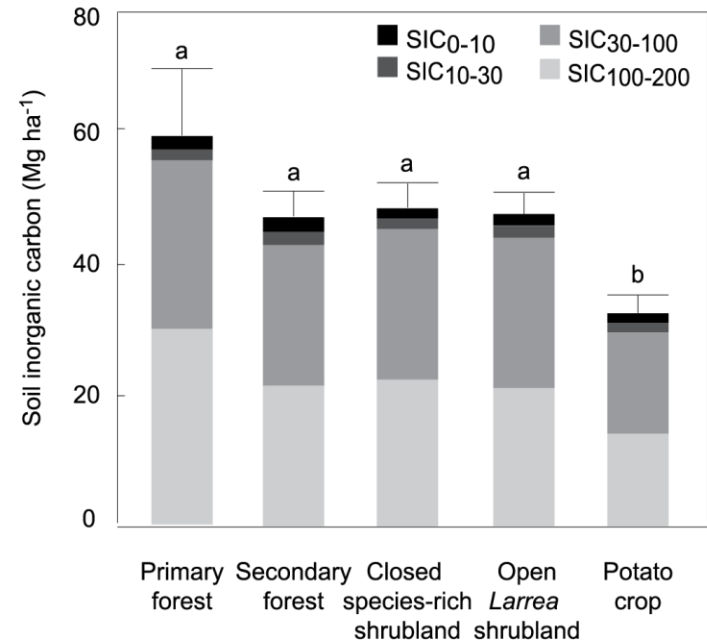 80
60
40
20
0
Soil inorganic carbon (Mg ha-1)
SIC0-10
SIC10-30
SIC30-100
SIC100-200
a
a
a
a
b
Primary
forest
Secondary
forest
Closed
species-rich
shrubland
Open
Larrea
shrubland
Potato
crop